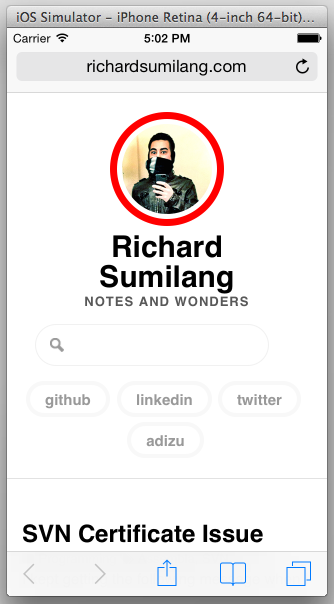 iOS Simulator – iPhone Retina (4-inch 64-bit)...
Carrier 5:02 PM
richardsumilang.com
Richard
Sumilang
NOTES AND WONDERS
github linkedin twitter
adizu
SVN Certificate Issue